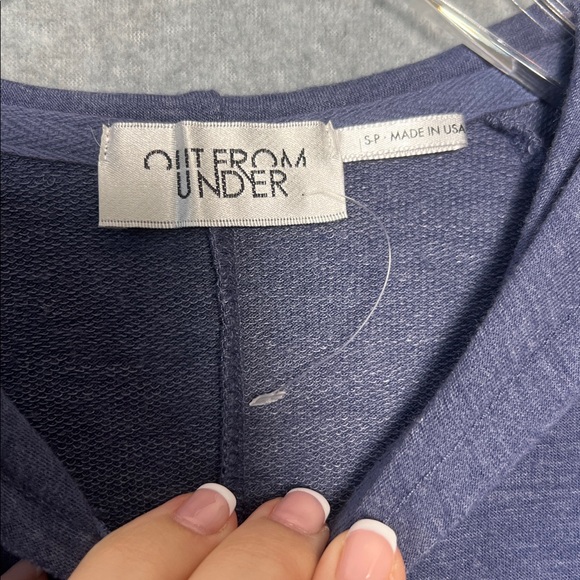 OUT FROM
UNDER
S-P · MADE IN USA